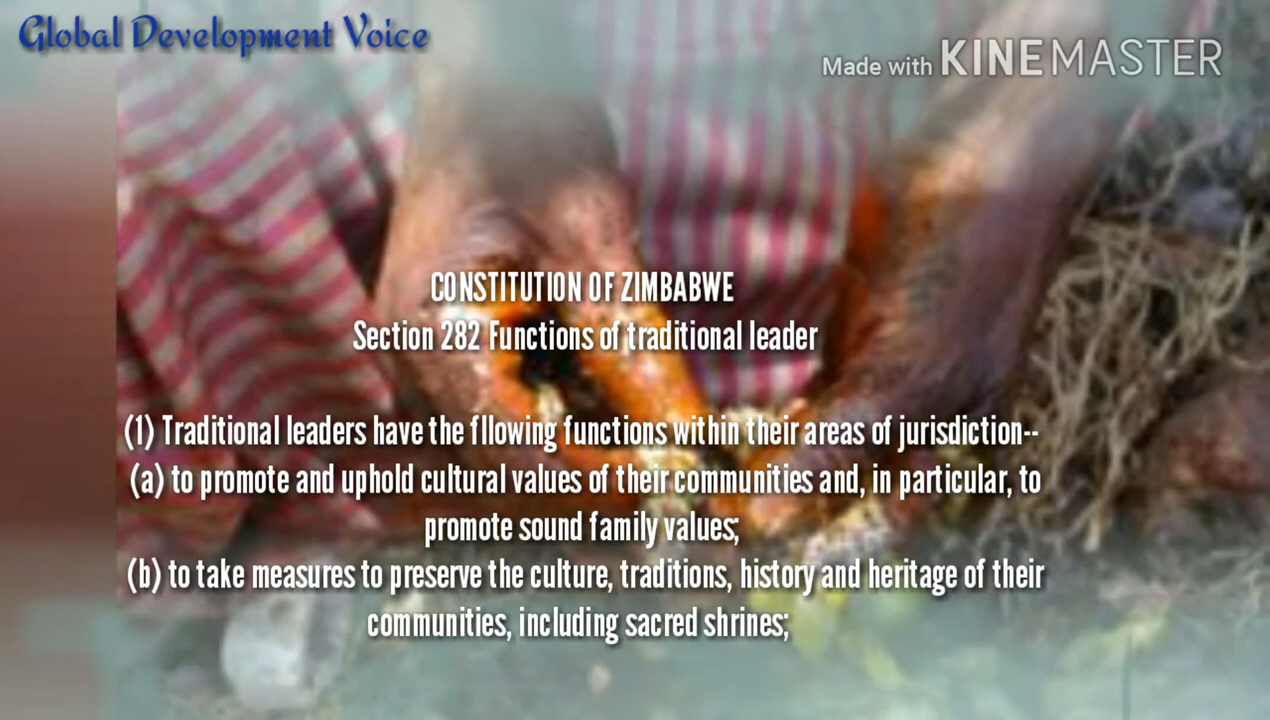 Global Development Voice
Made with KINEMASTER
CONSTITUTION OF ZIMBABWE
Section 282 Functions of traditional leader
(1) Traditional leaders have the fllowing functions within their areas of jurisdiction--
(a) to promote and uphold cultural values of their communities and, in particular, to
promote sound family values;
(b) to take measures to preserve the culture, traditions, history and heritage of their
communities, including sacred shrines;